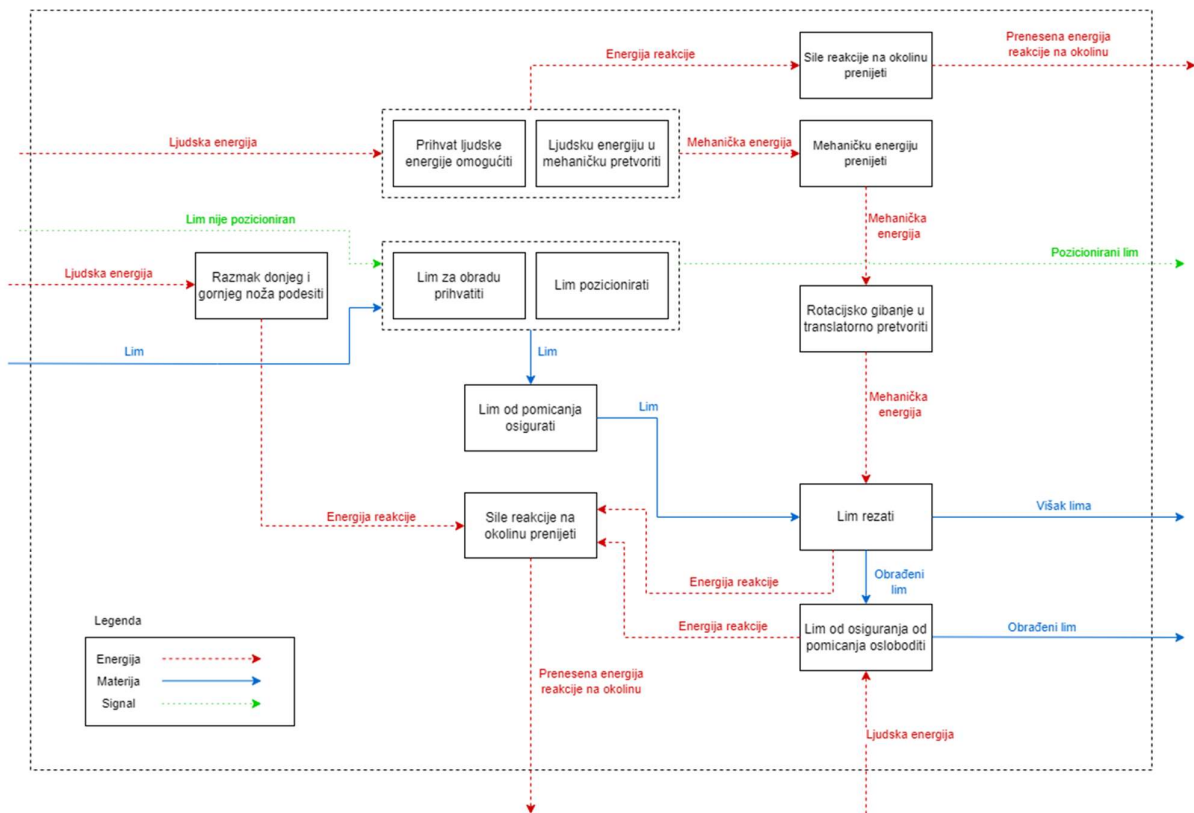 Prenesena energija
reakcije na okolinu
Energija reakcije
Sile reakcije na okolinu
prenijeti
Ljudska energija
Prihvat ljudske
energije omogućiti
Ljudsku energiju u
mehaničku pretvoriti
Mehanička energija
Mehaničku energiju
prenijeti
Lim nije pozicioniran
Mehanička
energija
Ljudska energija
Razmak donjeg i
gornjeg noža podesiti
Lim za obradu
prihvatiti
Lim pozicionirati
Pozicionirani lim
Rotacijsko gibanje u
translatorno pretvoriti
Lim
Lim
Mehanička
energija
Lim od pomicanja
osigurati
Lim
Energija reakcije
Sile reakcije na
okolinu prenijeti
Lim rezati
Višak lima
Energija reakcije
Obrađeni
lim
Energija reakcije
Lim od osiguranja od
pomicanja osloboditi
Obrađeni lim
Legenda
Energija
Materija
Signal
Prenesena energija
reakcije na okolinu
Ljudska energija